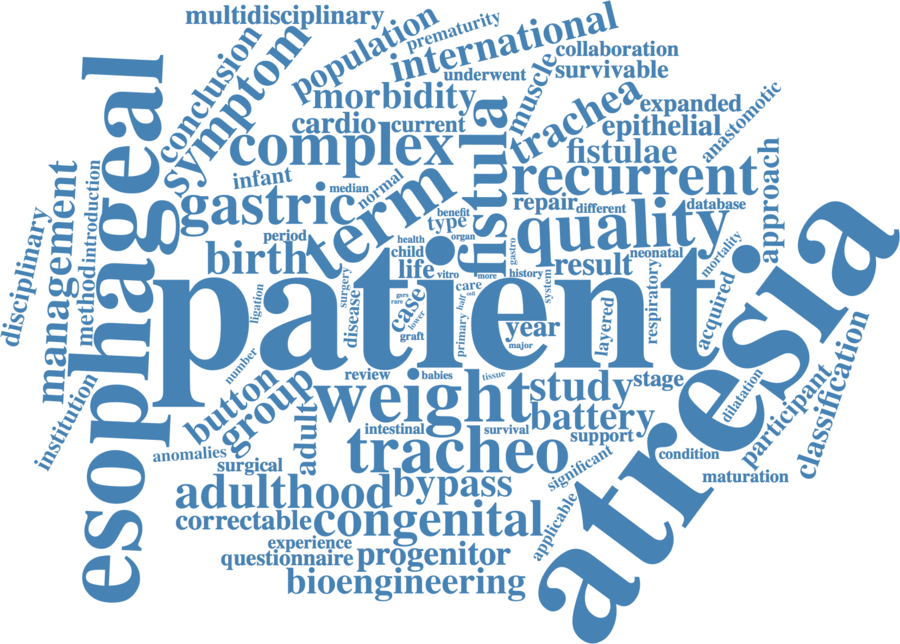 multidisciplinary
population
prematurity
international
collaboration
underwent
survivable
conclusion
symptom
morbidity
muscle
trachea
expanded
epithelial
anastomotic
cardio
current
complex
fistula
fistulae
infant
median
normal
recurrent
esophageal
gastric
term
type
benefit
organ
repair
different
database
quality
approach
disciplinary
management
introduction
method
period
birth
health
child
life
vitro
gastro
more
history
system
result
neonatal
mortality
patient
ligation
surgery
disease
case
gers
rare
lower
graft
care
cell
half
primary
year
major
layered
respiratory
acquired
atresia
institution
number
button
group
review
babies
tissue
weight
study
stage
battery
dilatation
participant
classification
adult
intestinal
survival
support
anomalies
surgical
tracheo
significant
condition
maturation
adulthood
bypass
correctable
congenital
applicable
experience
questionnaire
progenitor
bioengineering